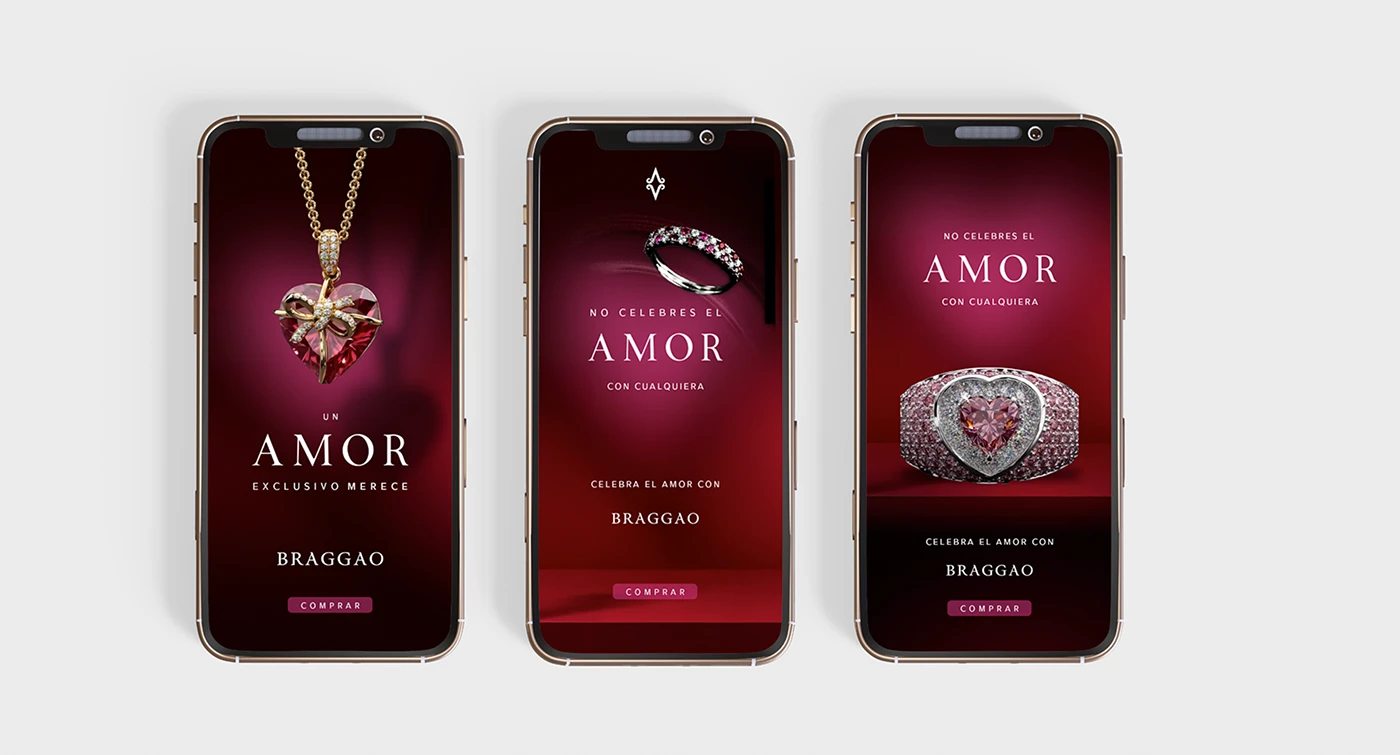 UN
AMOR
EXCLUSIVO MERECE
BRAGGAO
COMPRAR
NO CELEBRES EL
AMOR
CON CUALQUIERA
CELEBRA EL AMOR CON
BRAGGAO
COMPRAR
NO CELEBRES EL
AMOR
CON CUALQUIERA
CELEBRA EL AMOR CON
BRAGGAO
COMPRAR